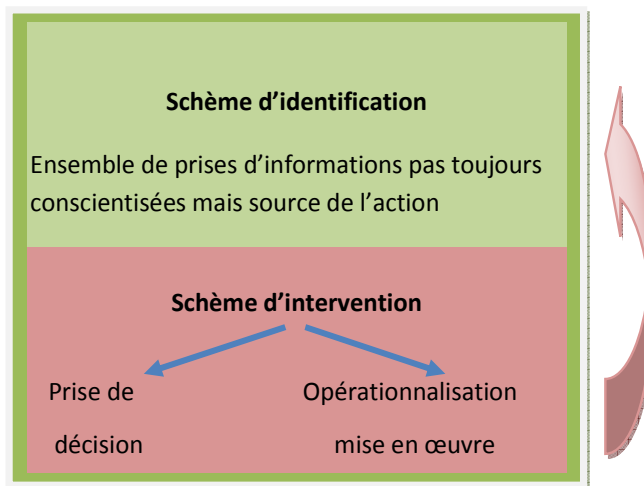 Schème d’identification
Ensemble de prises d’informations pas toujours
conscientisées mais source de l’action
Schème d’intervention
Prise de
décision
Opérationnalisation
mise en œuvre